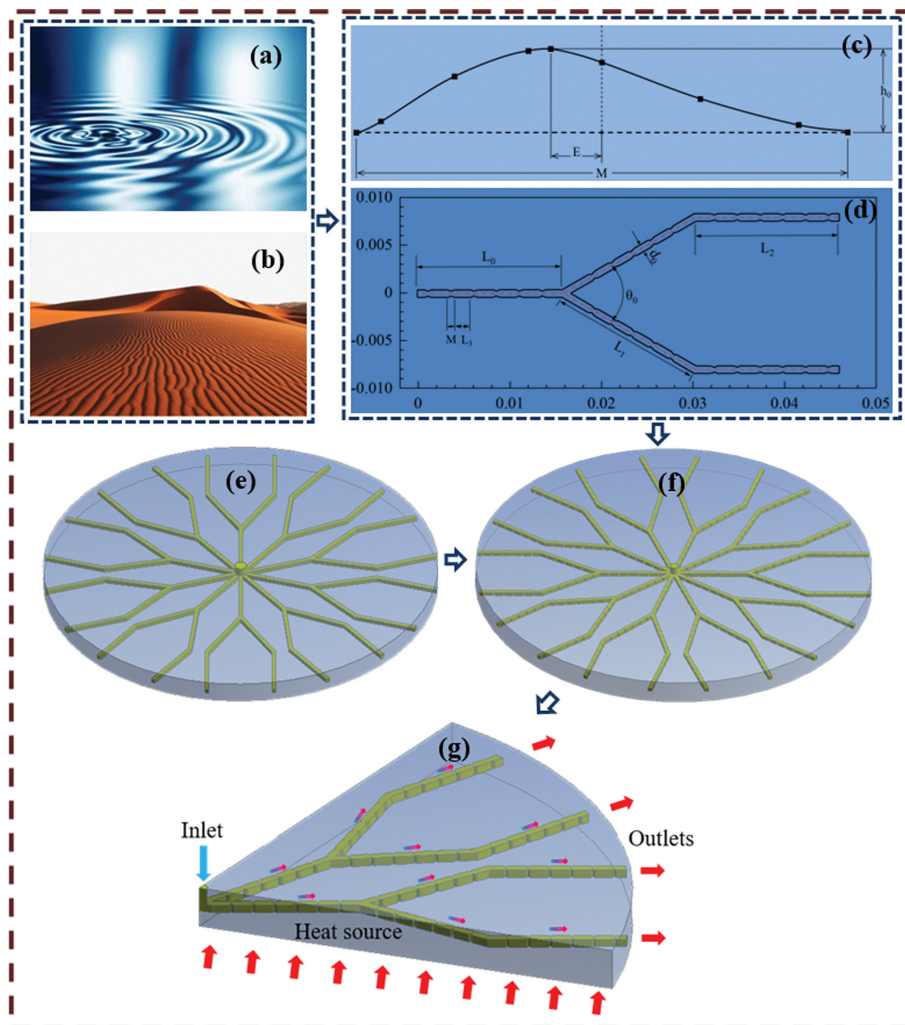 (a)
(b)
(c)
h₀
E
M
(d)
0.010
0.005
0
-0.005
-0.010
L₀
d₀
L₂
θ₀
M L₃
L₁
0 0.01 0.02 0.03 0.04 0.05
(e)
(f)
(g)
Inlet
Outlets
Heat source